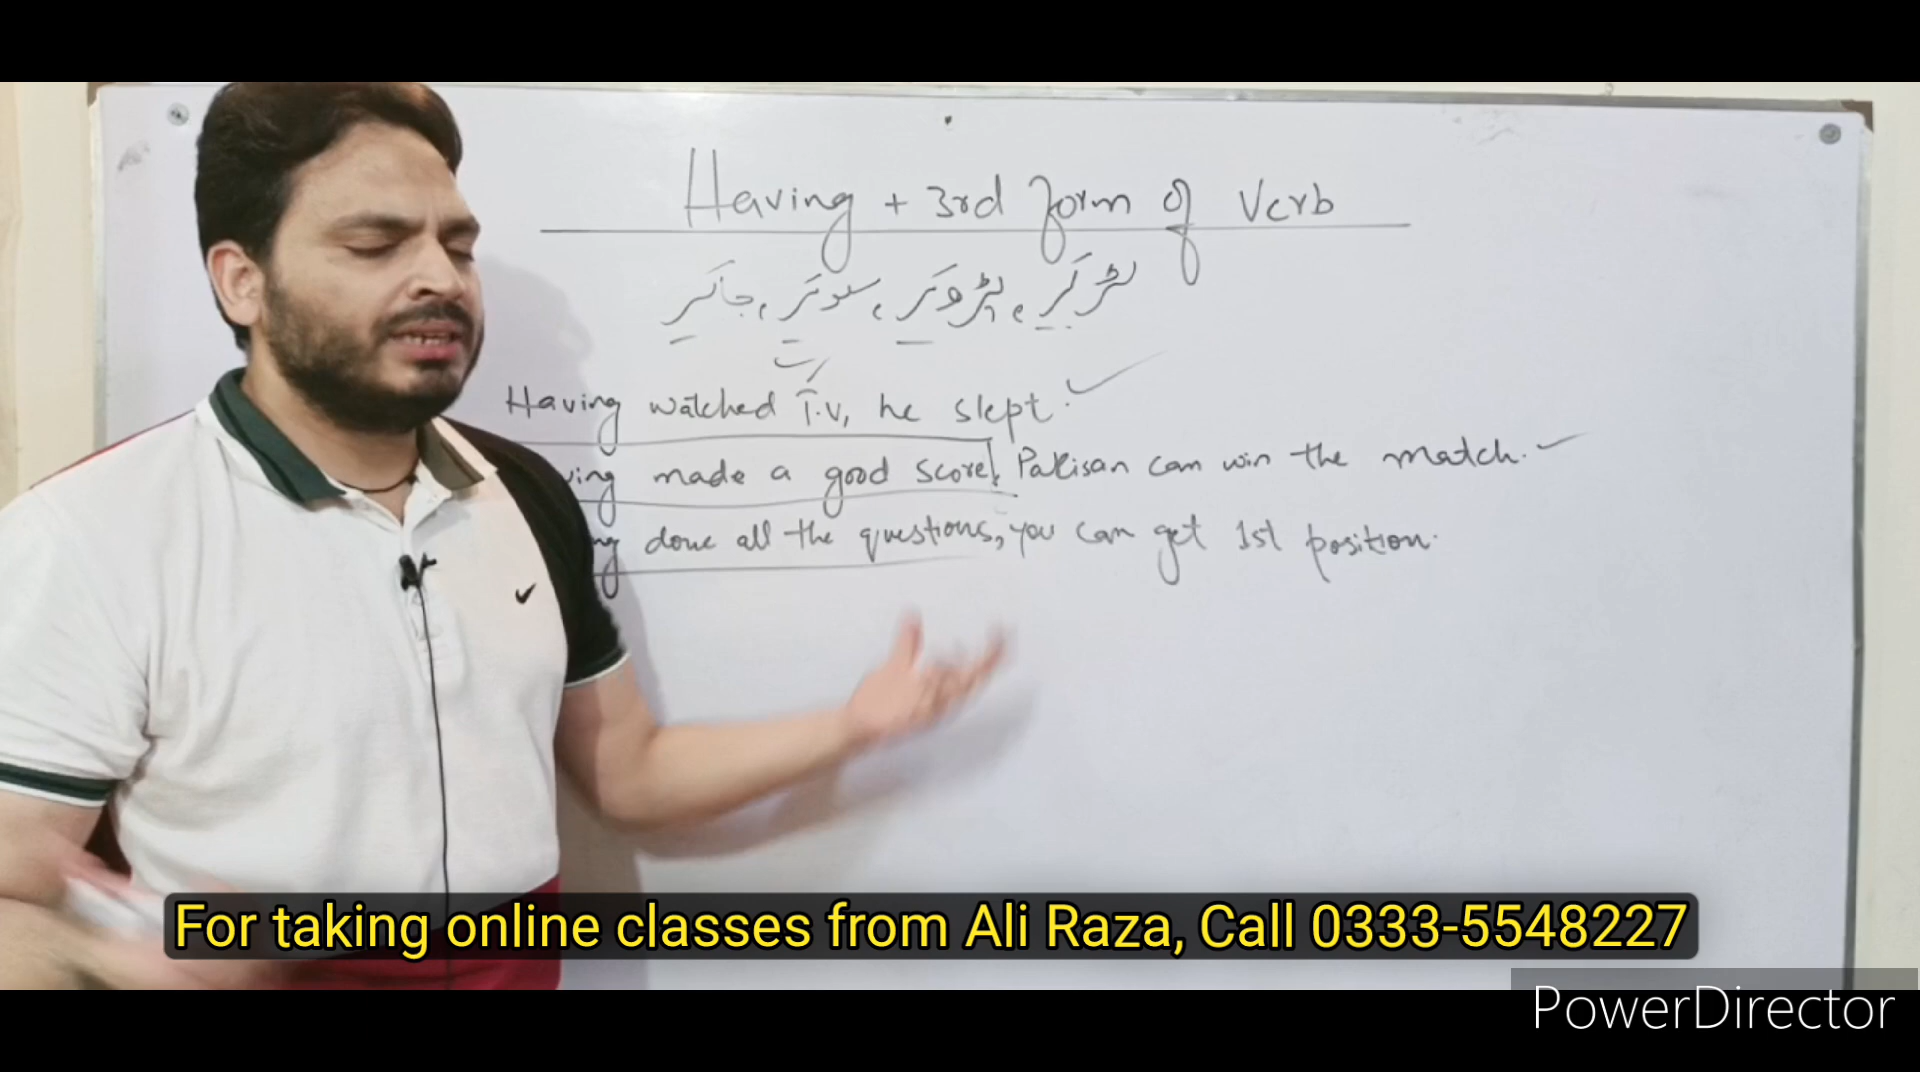 Having + 3rd form of Verb
لڑ کر، پڑھ کر، سو کر، جا کر
Having watched T.V, he slept.
ving made a good score, Pakisan can win the match.
ng done all the questions, you can get 1st position.
For taking online classes from Ali Raza, Call 0333-5548227
PowerDirector